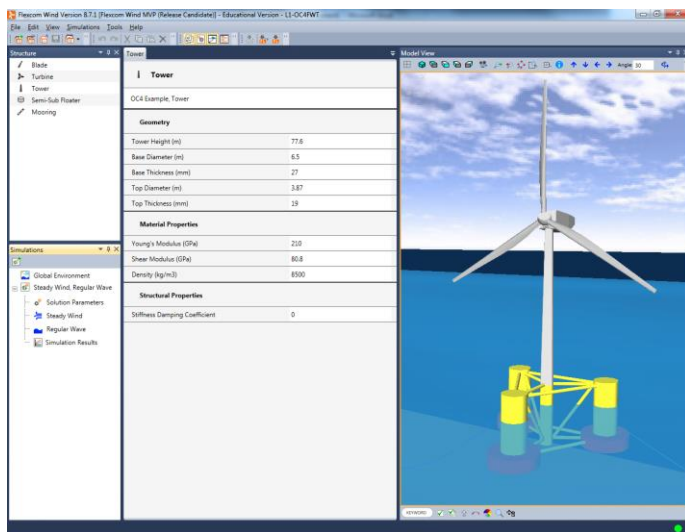 Flexcom Wind Version 8.7.1 [Flexcom Wind MVP (Release Candidate)] - Educational Version - L1-OC4FWT
File Edit View Simulations Tools Help
Structure
Blade
Turbine
Tower
Semi-Sub Floater
Mooring
Simulations
Global Environment
Steady Wind, Regular Wave
Solution Parameters
Steady Wind
Regular Wave
Simulation Results
Tower
Tower
OC4 Example, Tower
Geometry
Tower Height (m) 77.6
Base Diameter (m) 6.5
Base Thickness (mm) 27
Top Diameter (m) 3.87
Top Thickness (mm) 19
Material Properties
Young's Modulus (GPa) 210
Shear Modulus (GPa) 80.8
Density (kg/m3) 8500
Structural Properties
Stiffness Damping Coefficient 0
Model View
Angle 30
KEYWORD